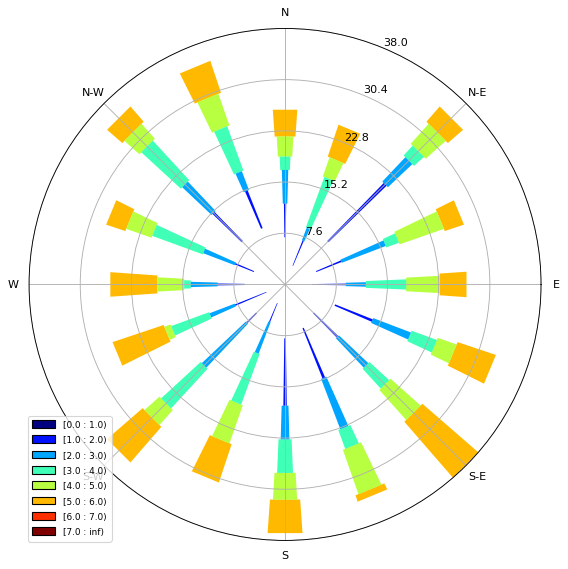 N
38.0
N-W
30.4
N-E
22.8
15.2
7.6
W
E
[0.0 : 1.0)
[1.0 : 2.0)
[2.0 : 3.0)
[3.0 : 4.0)
[4.0 : 5.0)
[5.0 : 6.0)
[6.0 : 7.0)
[7.0 : inf)
S-W
S-E
S